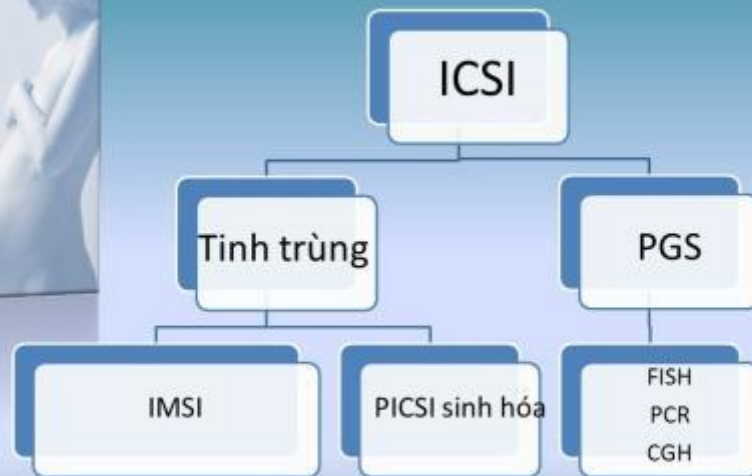 ICSI
Tinh trùng
PGS
IMSI
PICSI sinh hóa
FISH
PCR
CGH